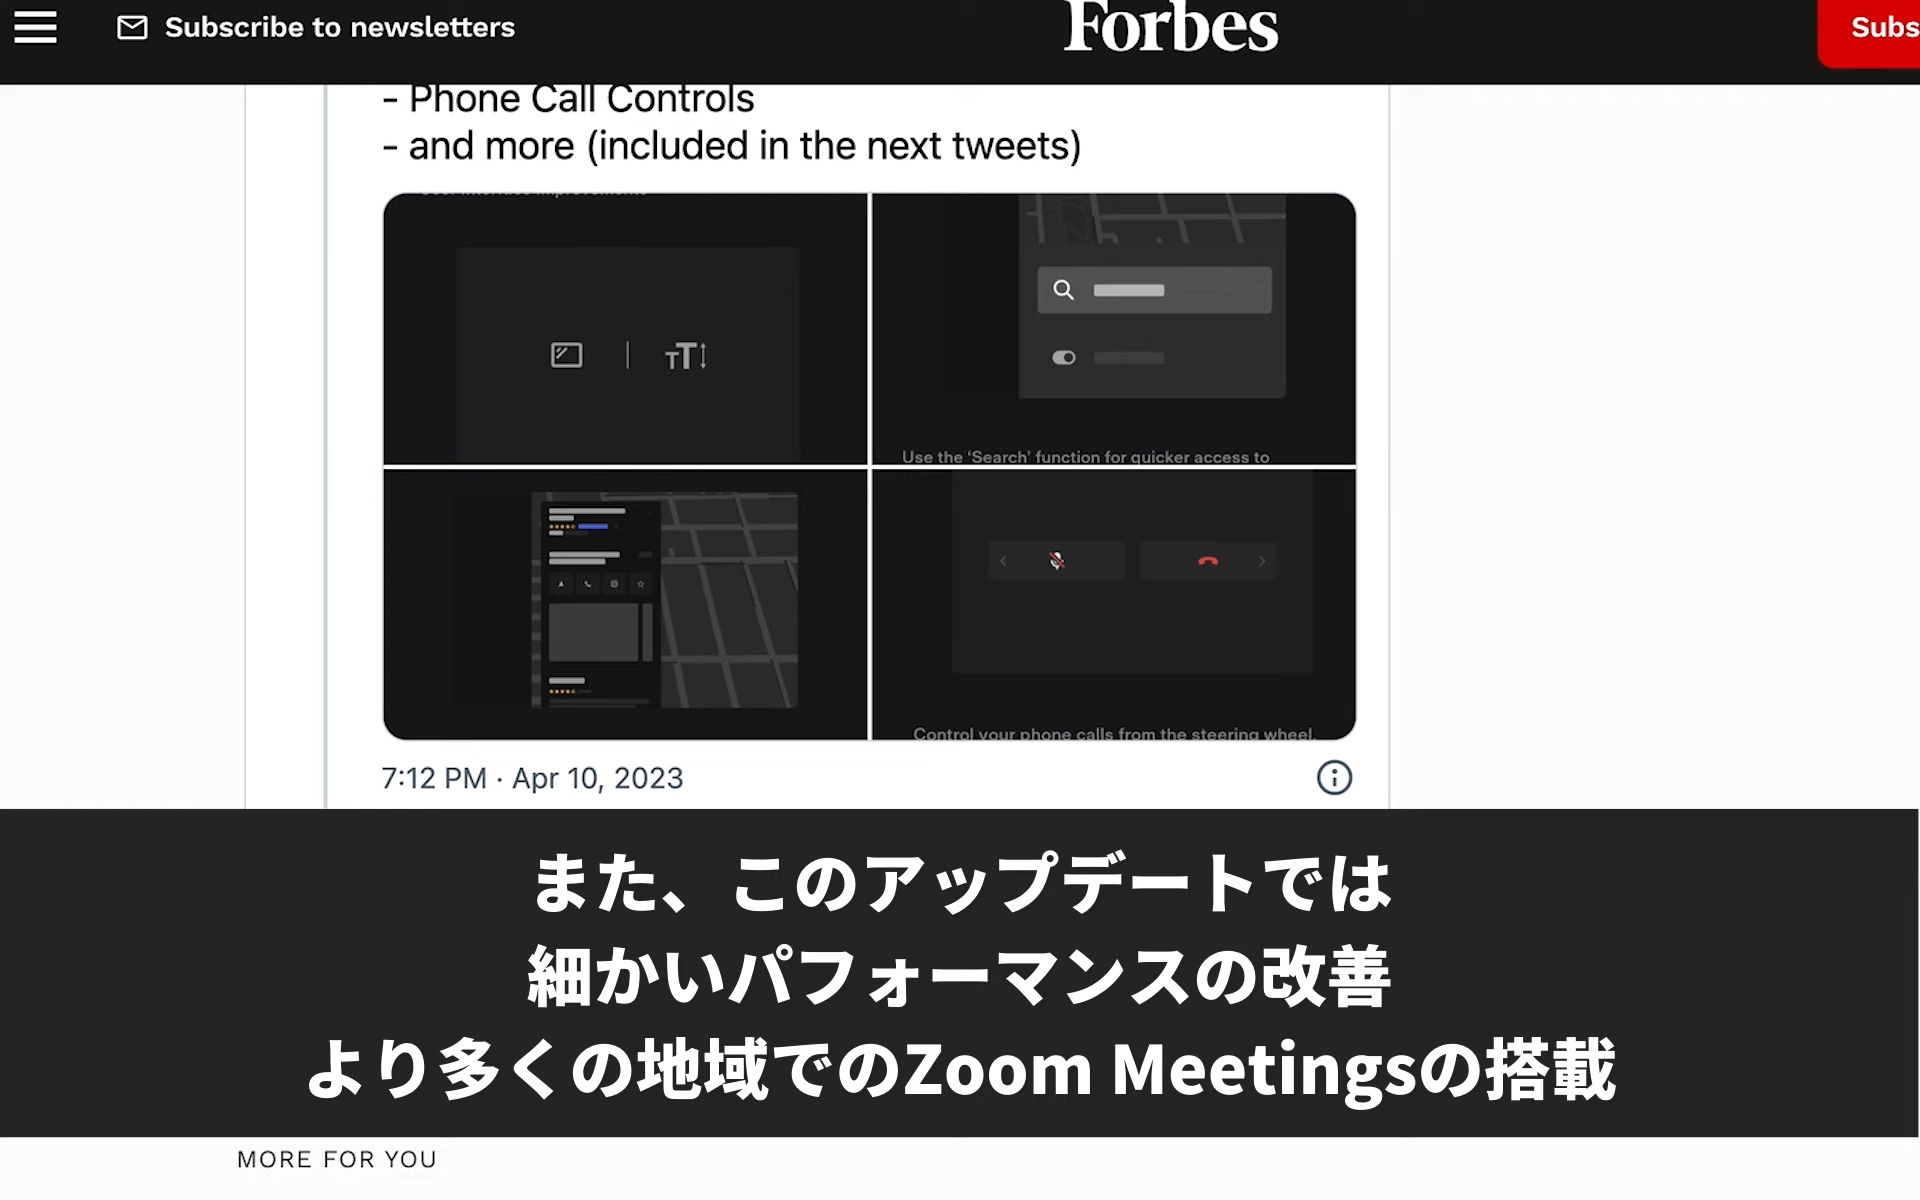 Subscribe to newsletters
Forbes
Subs
- Phone Call Controls
- and more (included in the next tweets)
TT
Use the ‘Search’ function for quicker access to
Control your phone calls from the steering wheel.
7:12 PM · Apr 10, 2023
また、このアップデートでは
細かいパフォーマンスの改善
より多くの地域でのZoom Meetingsの搭載
MORE FOR YOU